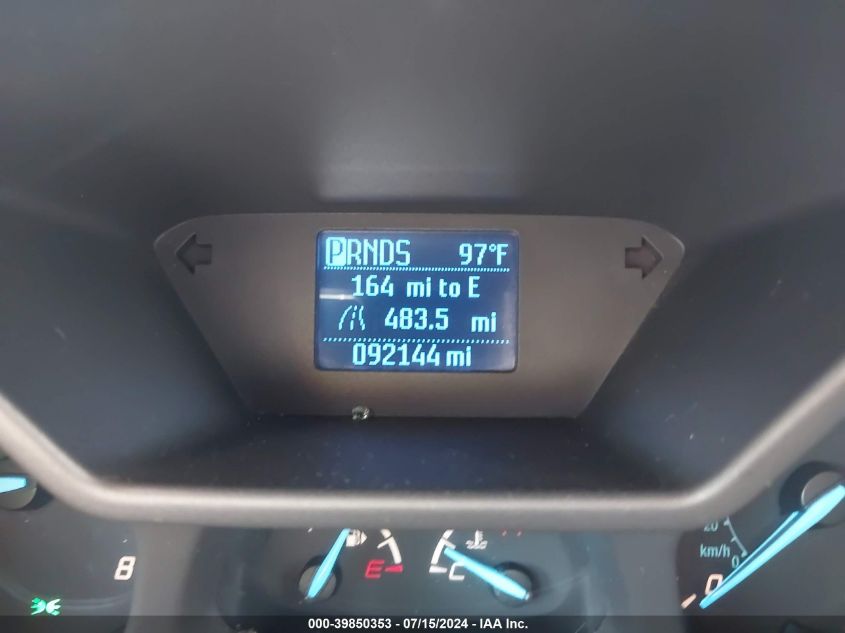 PRNDS 97°F
164 mi to E
483.5 mi
092144 mi
8
E
C
20
km/h
0
0
000-39850353 - 07/15/2024 - IAA Inc.